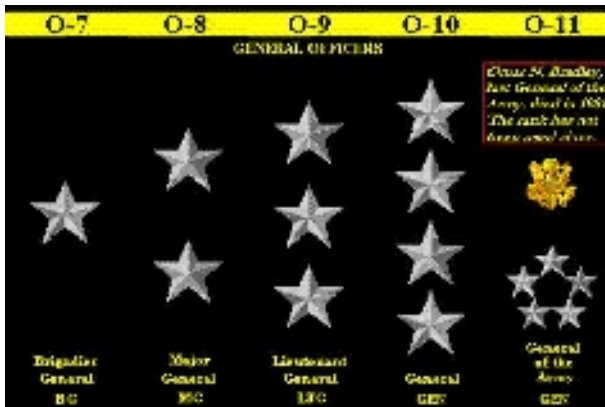 O-7 O-8 O-9 O-10 O-11
GENERAL OFFICERS
Omar N. Bradley,
last General of the
Army, died in 1981
The rank has not
been used since.
Brigadier
General
BG
Major
General
MG
Lieutenant
General
LTG
General
GEN
General
of the
Army
GEN